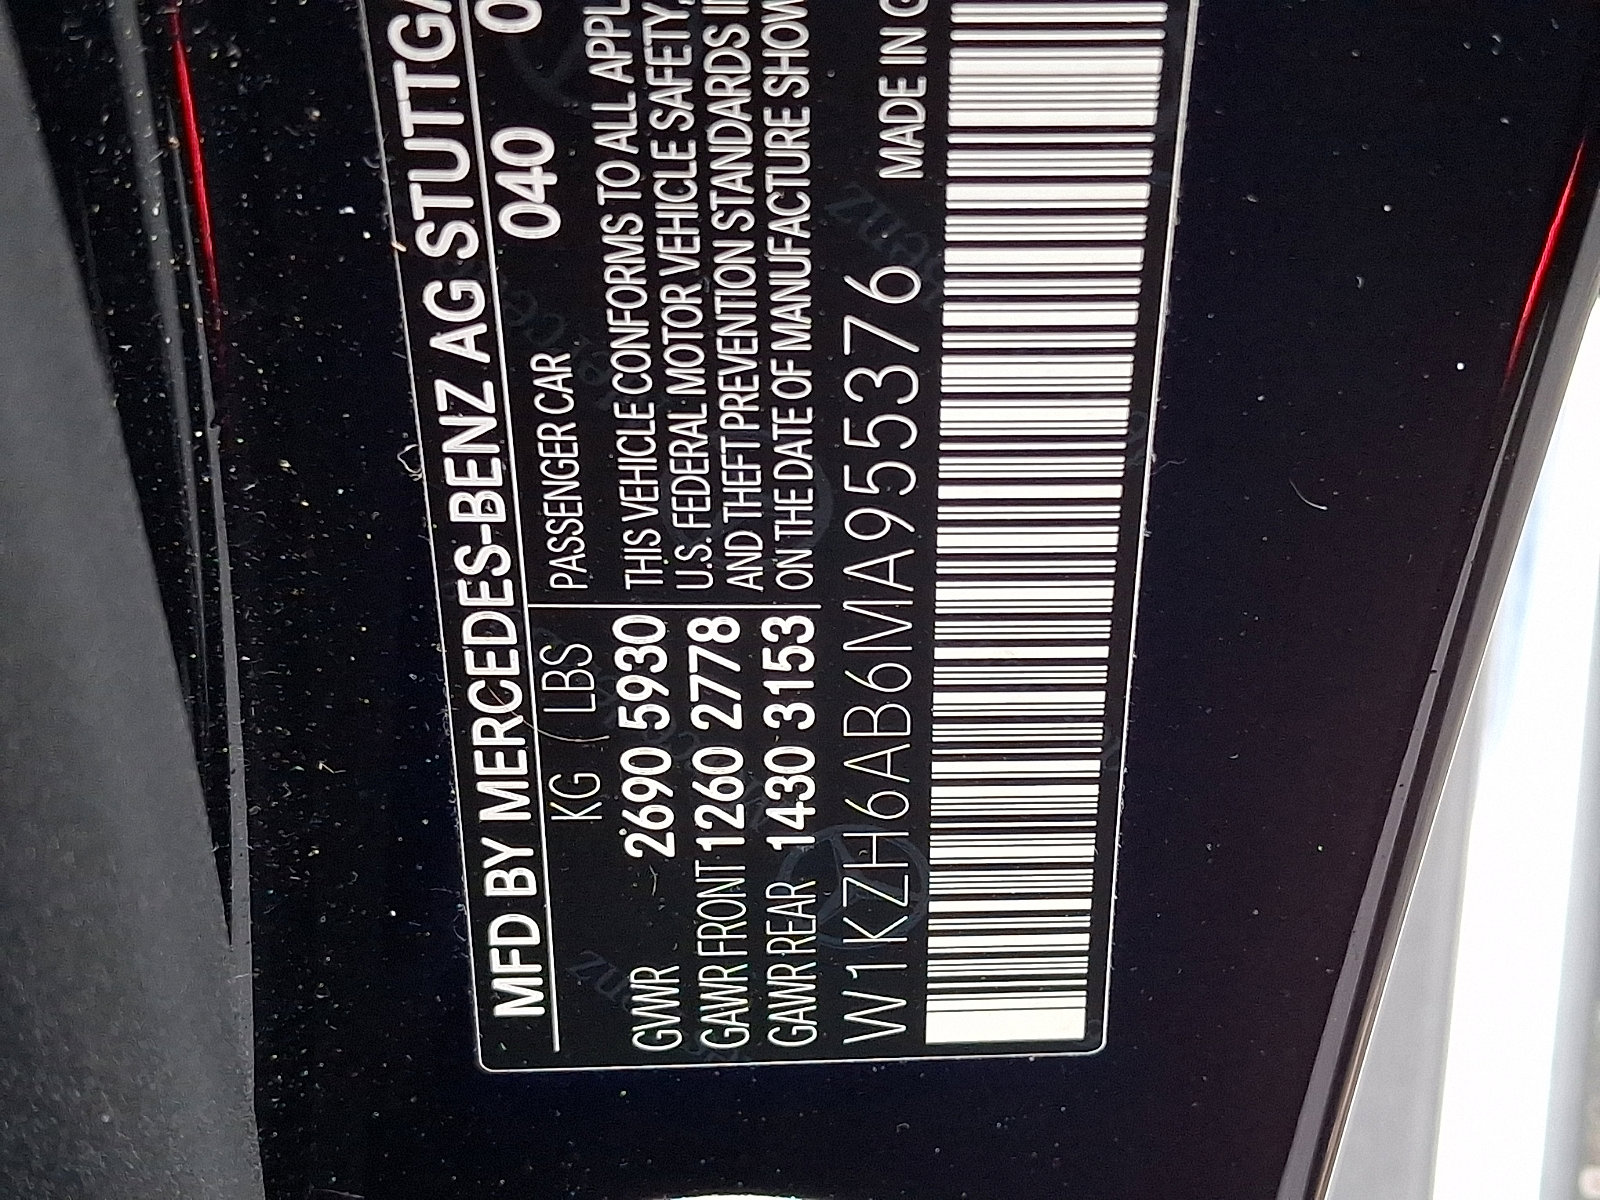 MFD BY MERCEDES-BENZ AG STUTTGA
KG / LBS PASSENGER CAR 040
GVWR 2690 5930 THIS VEHICLE CONFORMS TO ALL APPL
GAWR FRONT 1260 2778 U.S. FEDERAL MOTOR VEHICLE SAFETY,
AND THEFT PREVENTION STANDARDS I
GAWR REAR 1430 3153 ON THE DATE OF MANUFACTURE SHOW
W1KZH6AB6MA955376 MADE IN G